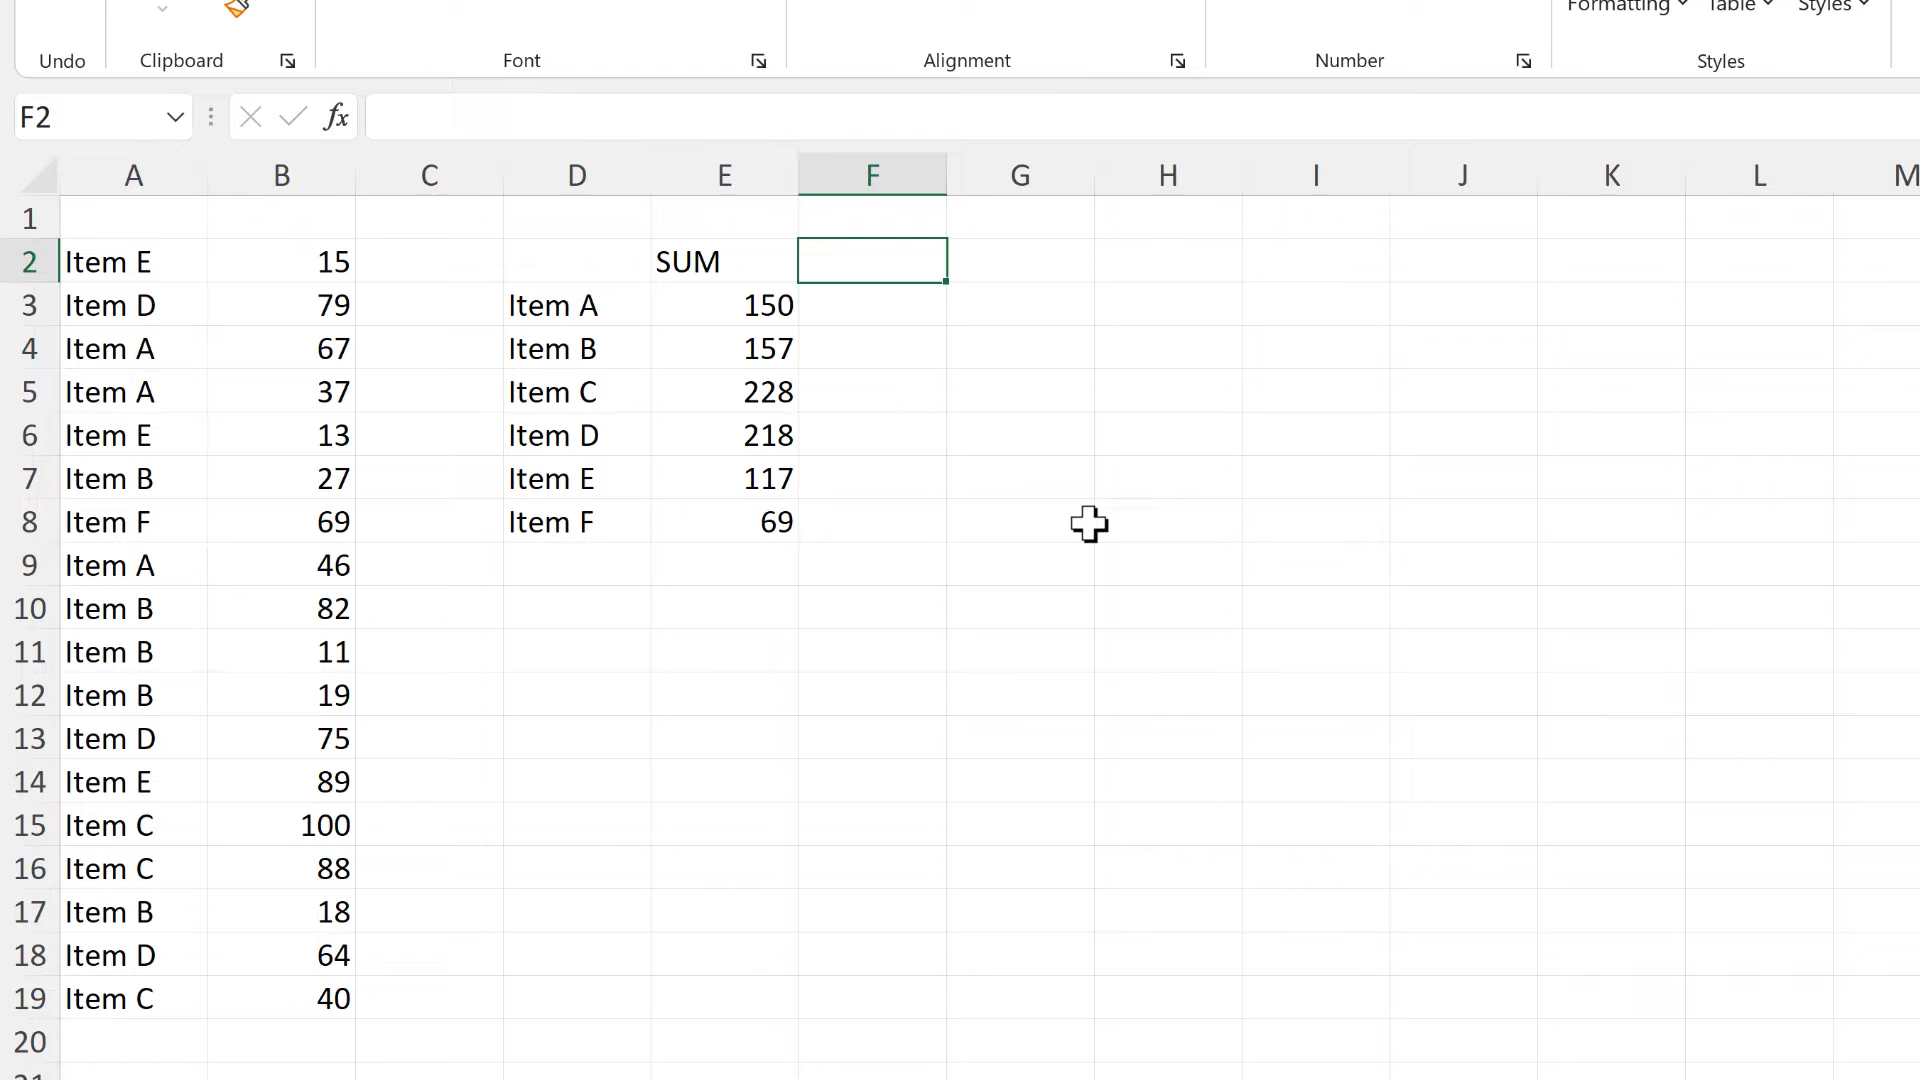 Formatting Table Styles
Undo Clipboard Font Alignment Number Styles
F2 fx
A B C D E F G H I J K L M
1
2 Item E 15 SUM
3 Item D 79 Item A 150
4 Item A 67 Item B 157
5 Item A 37 Item C 228
6 Item E 13 Item D 218
7 Item B 27 Item E 117
8 Item F 69 Item F 69
9 Item A 46
10 Item B 82
11 Item B 11
12 Item B 19
13 Item D 75
14 Item E 89
15 Item C 100
16 Item C 88
17 Item B 18
18 Item D 64
19 Item C 40
20